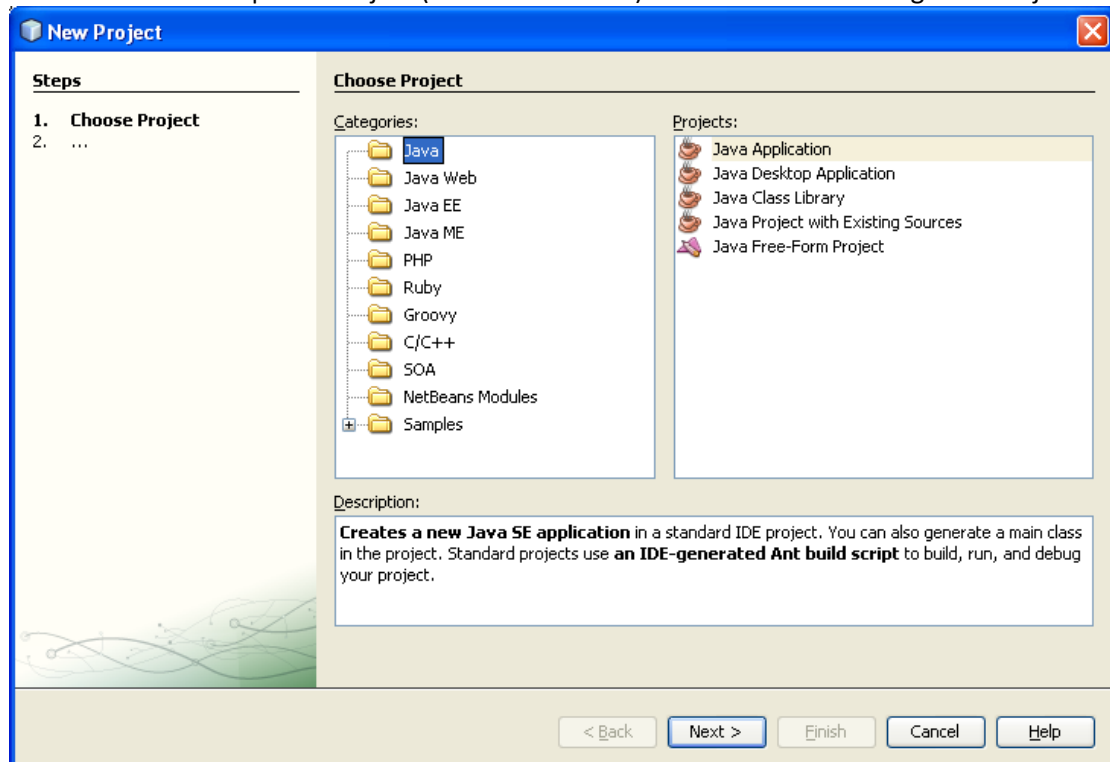 New Project
Steps
1. Choose Project
2. ...
Choose Project
Categories:
Java
Java Web
Java EE
Java ME
PHP
Ruby
Groovy
C/C++
SOA
NetBeans Modules
Samples
Projects:
Java Application
Java Desktop Application
Java Class Library
Java Project with Existing Sources
Java Free-Form Project
Description:
Creates a new Java SE application in a standard IDE project. You can also generate a main class
in the project. Standard projects use an IDE-generated Ant build script to build, run, and debug
your project.
< Back
Next >
Finish
Cancel
Help